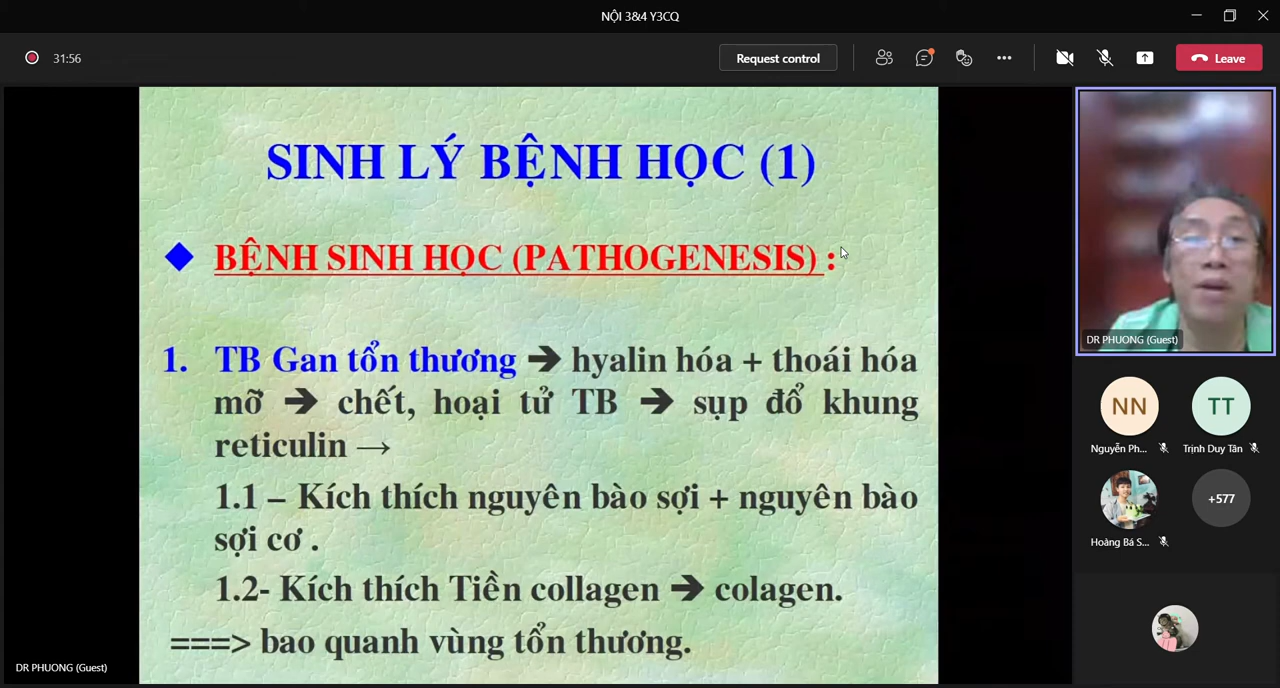 NỘI 3&4 Y3CQ
31:56
Request control
Leave
SINH LÝ BỆNH HỌC (1)
BỆNH SINH HỌC (PATHOGENESIS) :
1. TB Gan tổn thương ➔ hyalin hóa + thoái hóa
mỡ ➔ chết, hoại tử TB ➔ sụp đổ khung
reticulin →
1.1 – Kích thích nguyên bào sợi + nguyên bào
sợi cơ .
1.2- Kích thích Tiền collagen ➔ colagen.
===> bao quanh vùng tổn thương.
DR PHUONG (Guest)
DR PHUONG (Guest)
NN
TT
Nguyễn Ph...
Trịnh Duy Tân
+577
Hoàng Bá S...